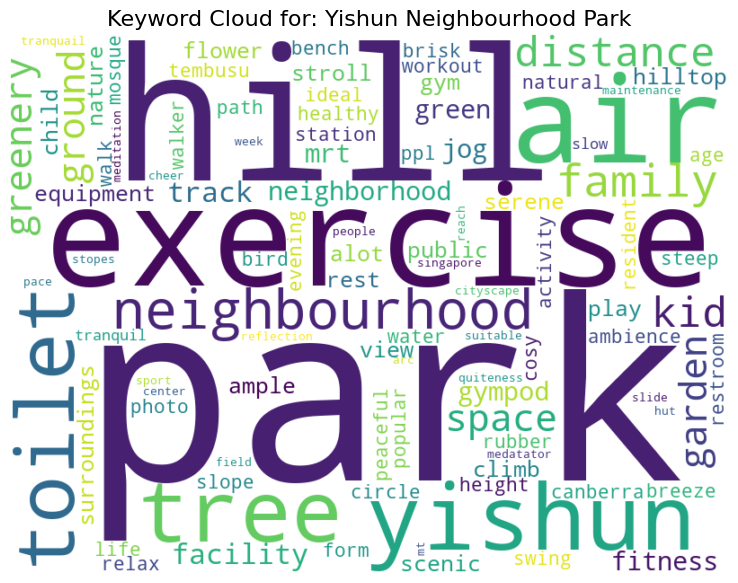 Keyword Cloud for: Yishun Neighbourhood Park
tranquail
flower
bench
brisk
distance
greenery
child
ground
nature
mosque
hill
tembusu
stroll
workout
gym
air
natural
hilltop
maintenance
walk
meditation
walker
path
ideal
healthy
station
green
week
mrt
ppl
jog
slow
age
cheer
family
equipment
track
neighborhood
serene
exercise
people
reach
stopes
bird
evening
alot
public
singapore
activity
resident
steep
rest
pace
cityscape
toilet
neighbourhood
play
kid
tranquil
reflection
water
suitable
ambience
park
view
arc
cosy
garden
restroom
surroundings
sport
center
ample
quiteness
gympod
slide
hut
photo
peaceful
popular
space
rubber
medatator
field
climb
slope
height
circle
canberra
breeze
tree
yishun
life
relax
facility
form
mt
scenic
swing
fitness